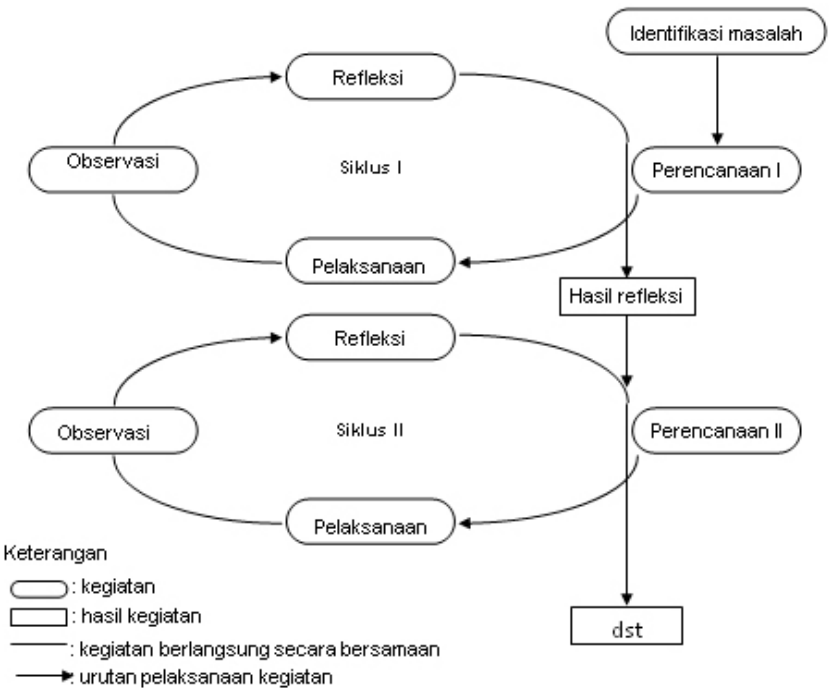 Identifikasi masalah
Refleksi
Observasi
Siklus I
Perencanaan I
Pelaksanaan
Hasil refleksi
Refleksi
Observasi
Siklus II
Perencanaan II
Pelaksanaan
Keterangan
: kegiatan
: hasil kegiatan
dst
: kegiatan berlangsung secara bersamaan
: urutan pelaksanaan kegiatan